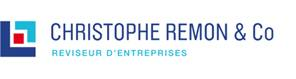 CHRISTOPHE REMON & Co
REVISEUR D'ENTREPRISES